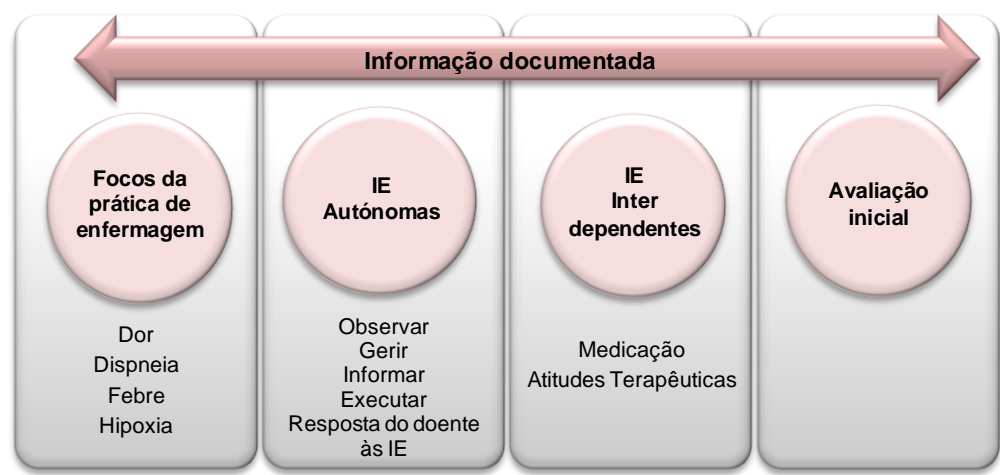 Informação documentada
Focos da
prática de
enfermagem
Dor
Dispneia
Febre
Hipoxia
IE
Autónomas
Observar
Gerir
Informar
Executar
Resposta do doente
às IE
IE
Inter
dependentes
Medicação
Atitudes Terapêuticas
Avaliação
inicial